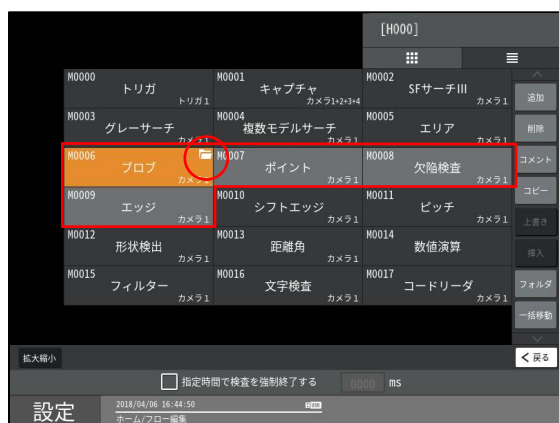 [H000]
M0000 M0001 M0002
トリガ キャプチャ SFサーチIII
トリガ1 カメラ1+2+3+4 カメラ1
追加
M0003 M0004 M0005
グレーサーチ 複数モデルサーチ エリア
カメラ1 カメラ1 カメラ1
削除
M0006 M0007 M0008
ブロブ ポイント 欠陥検査
カメラ1 カメラ1 カメラ1
コメント
M0009 M0010 M0011
エッジ シフトエッジ ピッチ
カメラ1 カメラ1 カメラ1
コピー
上書き
M0012 M0013 M0014
形状検出 距離角 数値演算
カメラ1 カメラ1 カメラ1
挿入
M0015 M0016 M0017
フィルター 文字検査 コードリーダ
カメラ1 カメラ1 カメラ1
フォルダ
一括移動
拡大縮小
戻る
指定時間で検査を強制終了する 0000 ms
設定
2018/04/06 16:44:50
ホーム/フロー編集